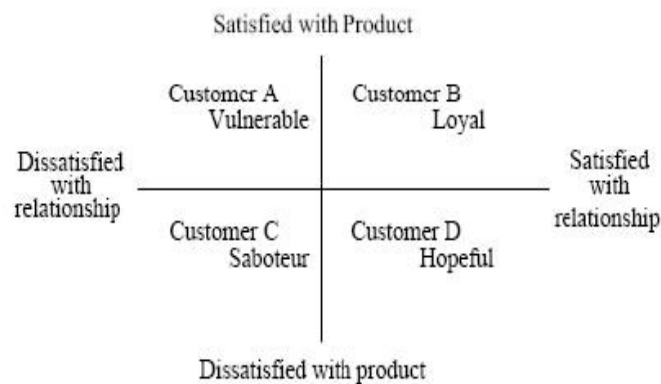 Satisfied with Product
Customer A
Vulnerable
Customer B
Loyal
Dissatisfied
with
relationship
Satisfied
with
relationship
Customer C
Saboteur
Customer D
Hopeful
Dissatisfied with product